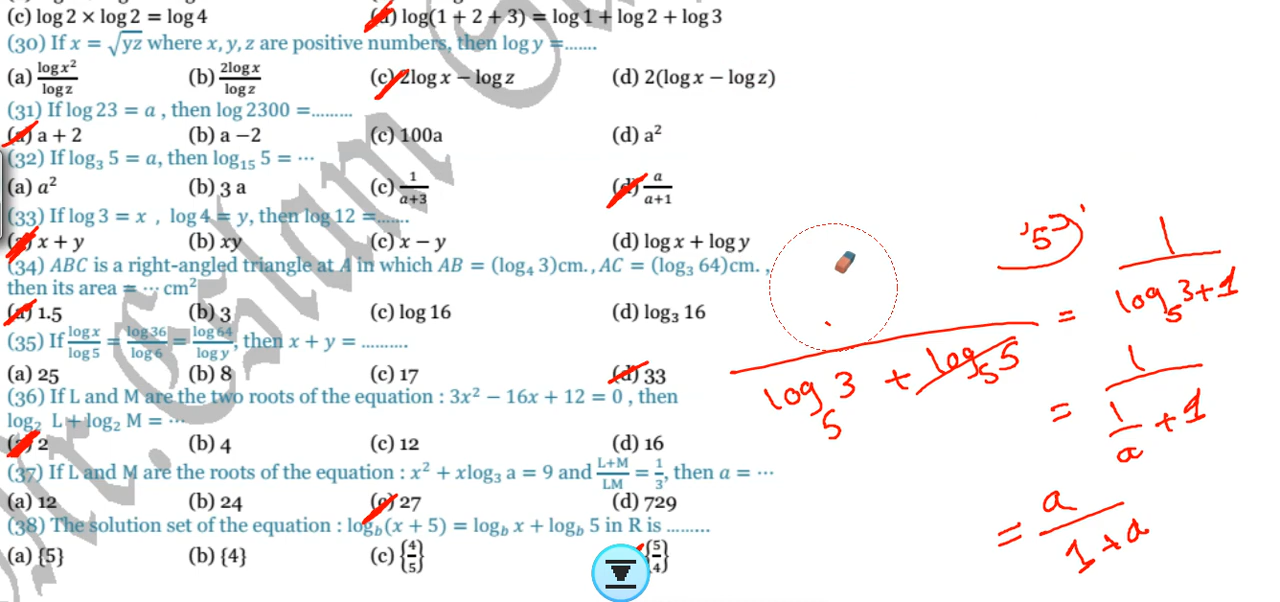 (c) log 2 × log 2 = log 4 (d) log(1 + 2 + 3) = log 1 + log 2 + log 3
(30) If x = √yz where x, y, z are positive numbers, then log y =.......
(a) log x² / log z (b) 2log x / log z (c) 2log x − log z (d) 2(log x − log z)
(31) If log 23 = a , then log 2300 =.........
(a) a + 2 (b) a −2 (c) 100a (d) a²
(32) If log₃ 5 = a, then log₁₅ 5 = ⋯
(a) a² (b) 3 a (c) 1/(a+3) (d) a/(a+1)
(33) If log 3 = x , log 4 = y, then log 12 =.......
(a) x + y (b) xy (c) x − y (d) log x + log y
(34) ABC is a right-angled triangle at A in which AB = (log₄ 3)cm. , AC = (log₃ 64)cm. ,
then its area = ⋯ cm²
(a) 1.5 (b) 3 (c) log 16 (d) log₃ 16
(35) If log x / log 5 = log 36 / log 6 = log 64 / log y, then x + y = ..........
(a) 25 (b) 8 (c) 17 (d) 33
(36) If L and M are the two roots of the equation : 3x² − 16x + 12 = 0 , then
log₂ L + log₂ M = ⋯
(a) 2 (b) 4 (c) 12 (d) 16
(37) If L and M are the roots of the equation : x² + xlog₃ a = 9 and L+M / LM = 1/3, then a = ⋯
(a) 12 (b) 24 (c) 27 (d) 729
(38) The solution set of the equation : log_b(x + 5) = log_b x + log_b 5 in R is .........
(a) {5} (b) {4} (c) {4/5} {5/4}
log₅ 3 + log₅ 5
= 1 / (log₅ 3 + 1)
= 1 / (1/a + 1)
= a / (1 + a)